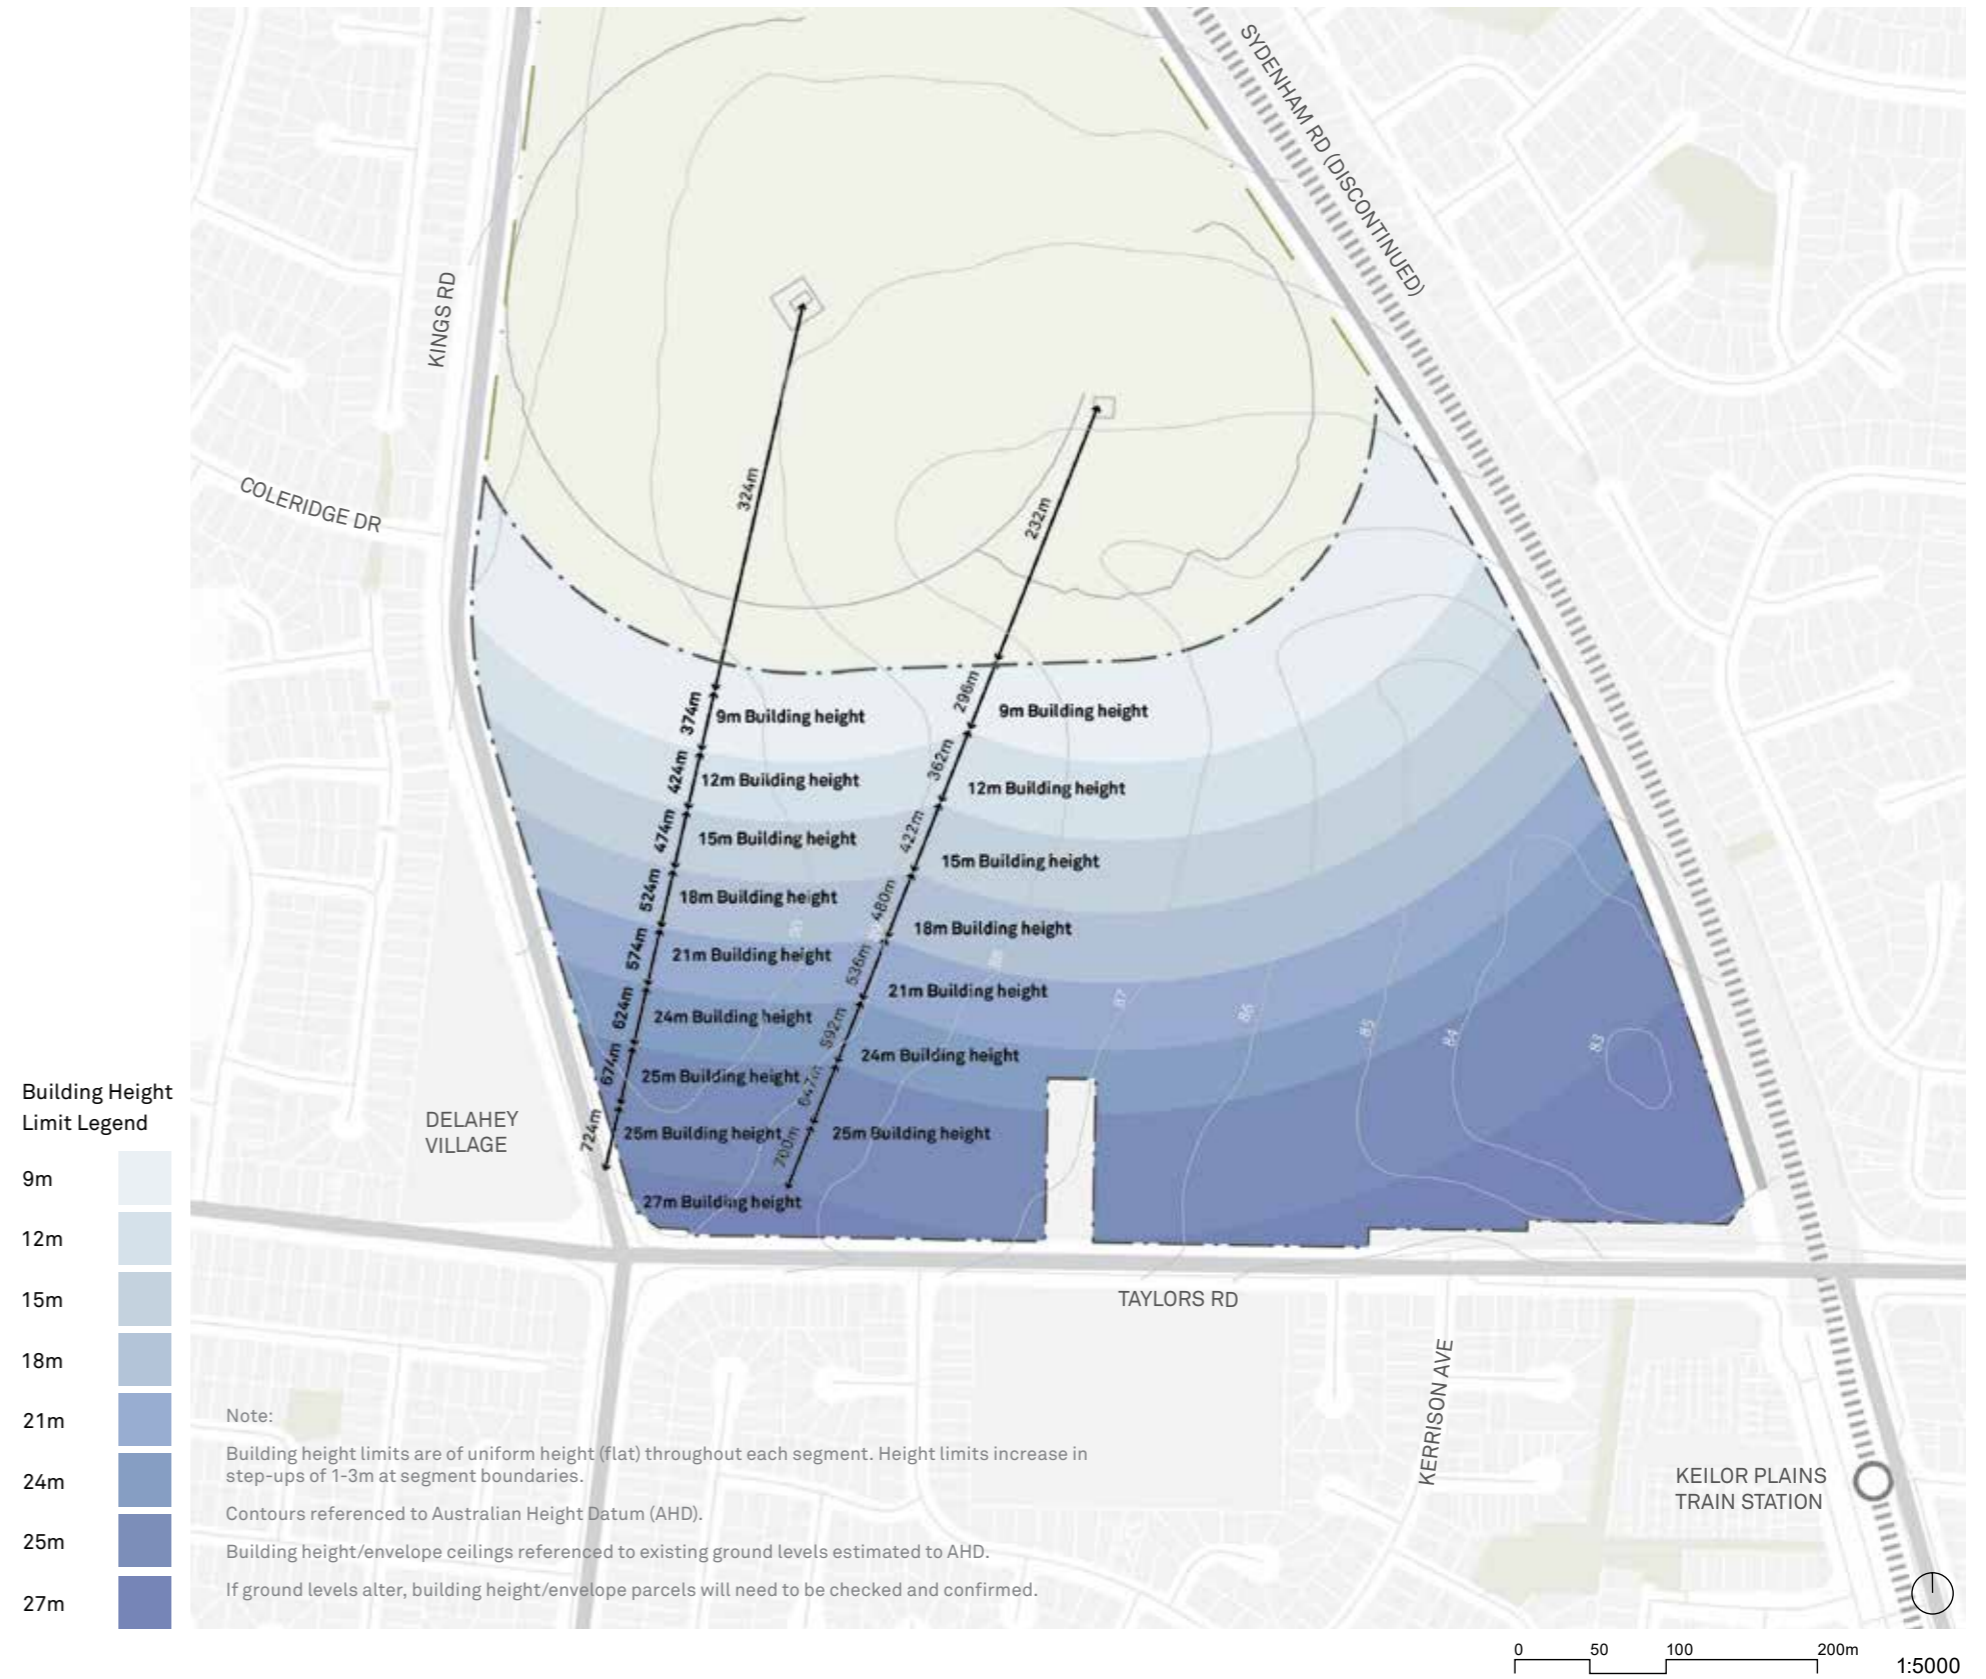 SYDENHAM RD (DISCONTINUED)
KINGS RD
COLERIDGE DR
324m
232m
374m
9m Building height
296m
9m Building height
424m
12m Building height
362m
12m Building height
474m
15m Building height
422m
15m Building height
524m
18m Building height
480m
18m Building height
574m
21m Building height
536m
21m Building height
624m
24m Building height
592m
24m Building height
674m
25m Building height
647m
724m
25m Building height
700m
25m Building height
27m Building height
87
86
85
84
83
DELAHEY
VILLAGE
TAYLORS RD
KERRISON AVE
KEILOR PLAINS
TRAIN STATION
Building Height
Limit Legend
9m
12m
15m
18m
21m
24m
25m
27m
Note:
Building height limits are of uniform height (flat) throughout each segment. Height limits increase in
step-ups of 1-3m at segment boundaries.
Contours referenced to Australian Height Datum (AHD).
Building height/envelope ceilings referenced to existing ground levels estimated to AHD.
If ground levels alter, building height/envelope parcels will need to be checked and confirmed.
0 50 100 200m
1:5000